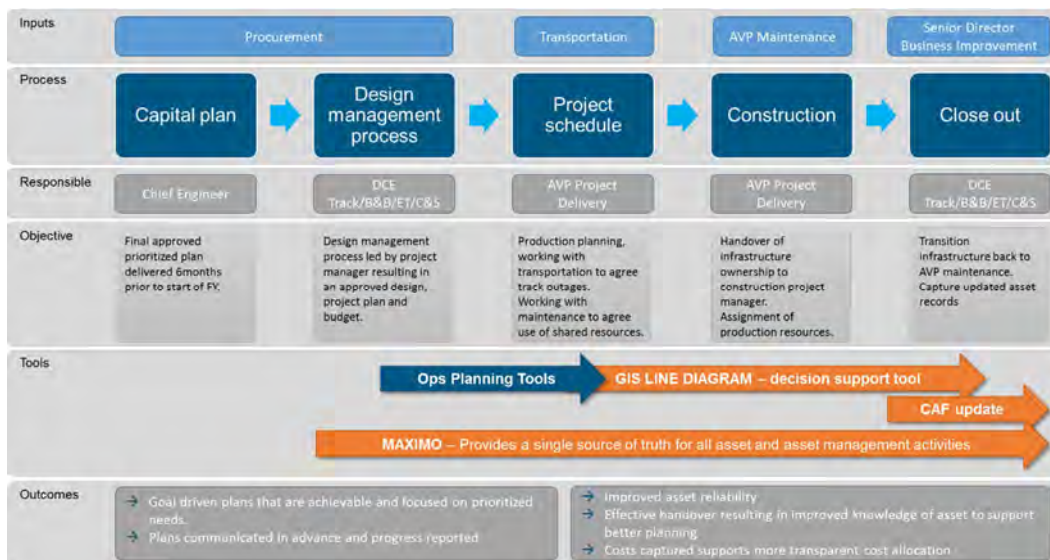 Inputs
Procurement
Transportation
AVP Maintenance
Senior Director
Business Improvement
Process
Capital plan
Design
management
process
Project
schedule
Construction
Close out
Responsible
Chief Engineer
DCE
Track/B&B/ET/C&S
AVP Project
Delivery
AVP Project
Delivery
DCE
Track/B&B/ET/C&S
Objective
Final approved
prioritized plan
delivered 6months
prior to start of FY.
Design management
process led by project
manager resulting in
an approved design,
project plan and
budget.
Production planning,
working with
transportation to agree
track outages.
Working with
maintenance to agree
use of shared resources.
Handover of
infrastructure
ownership to
construction project
manager.
Assignment of
production resources.
Transition
infrastructure back to
AVP maintenance.
Capture updated asset
records
Tools
Ops Planning Tools
GIS LINE DIAGRAM – decision support tool
CAF update
MAXIMO – Provides a single source of truth for all asset and asset management activities
Outcomes
Goal driven plans that are achievable and focused on prioritized
needs.
Plans communicated in advance and progress reported
Improved asset reliability
Effective handover resulting in improved knowledge of asset to support
better planning
Costs captured supports more transparent cost allocation